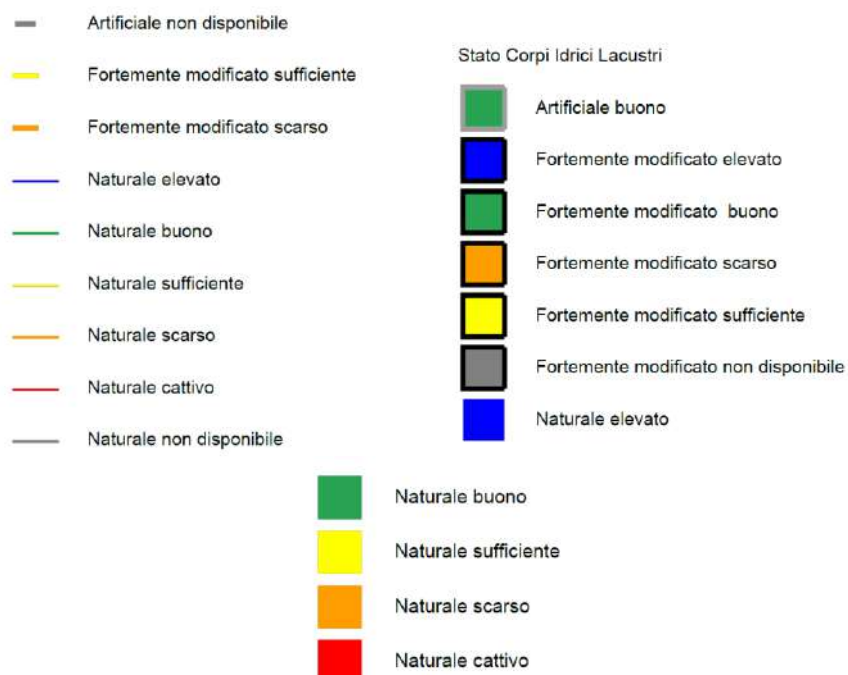 Artificiale non disponibile
Fortemente modificato sufficiente
Fortemente modificato scarso
Naturale elevato
Naturale buono
Naturale sufficiente
Naturale scarso
Naturale cattivo
Naturale non disponibile
Stato Corpi Idrici Lacustri
Artificiale buono
Fortemente modificato elevato
Fortemente modificato buono
Fortemente modificato scarso
Fortemente modificato sufficiente
Fortemente modificato non disponibile
Naturale elevato
Naturale buono
Naturale sufficiente
Naturale scarso
Naturale cattivo